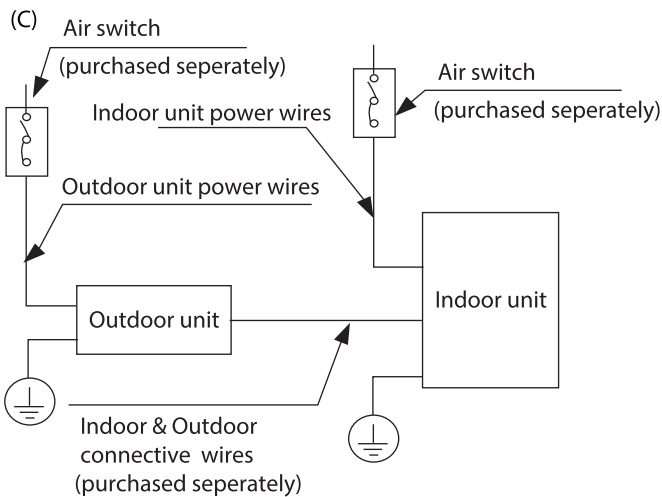 (C)
Air switch
(purchased seperately)
Air switch
(purchased seperately)
Indoor unit power wires
Outdoor unit power wires
Outdoor unit
Indoor unit
Indoor & Outdoor
connective wires
(purchased seperately)